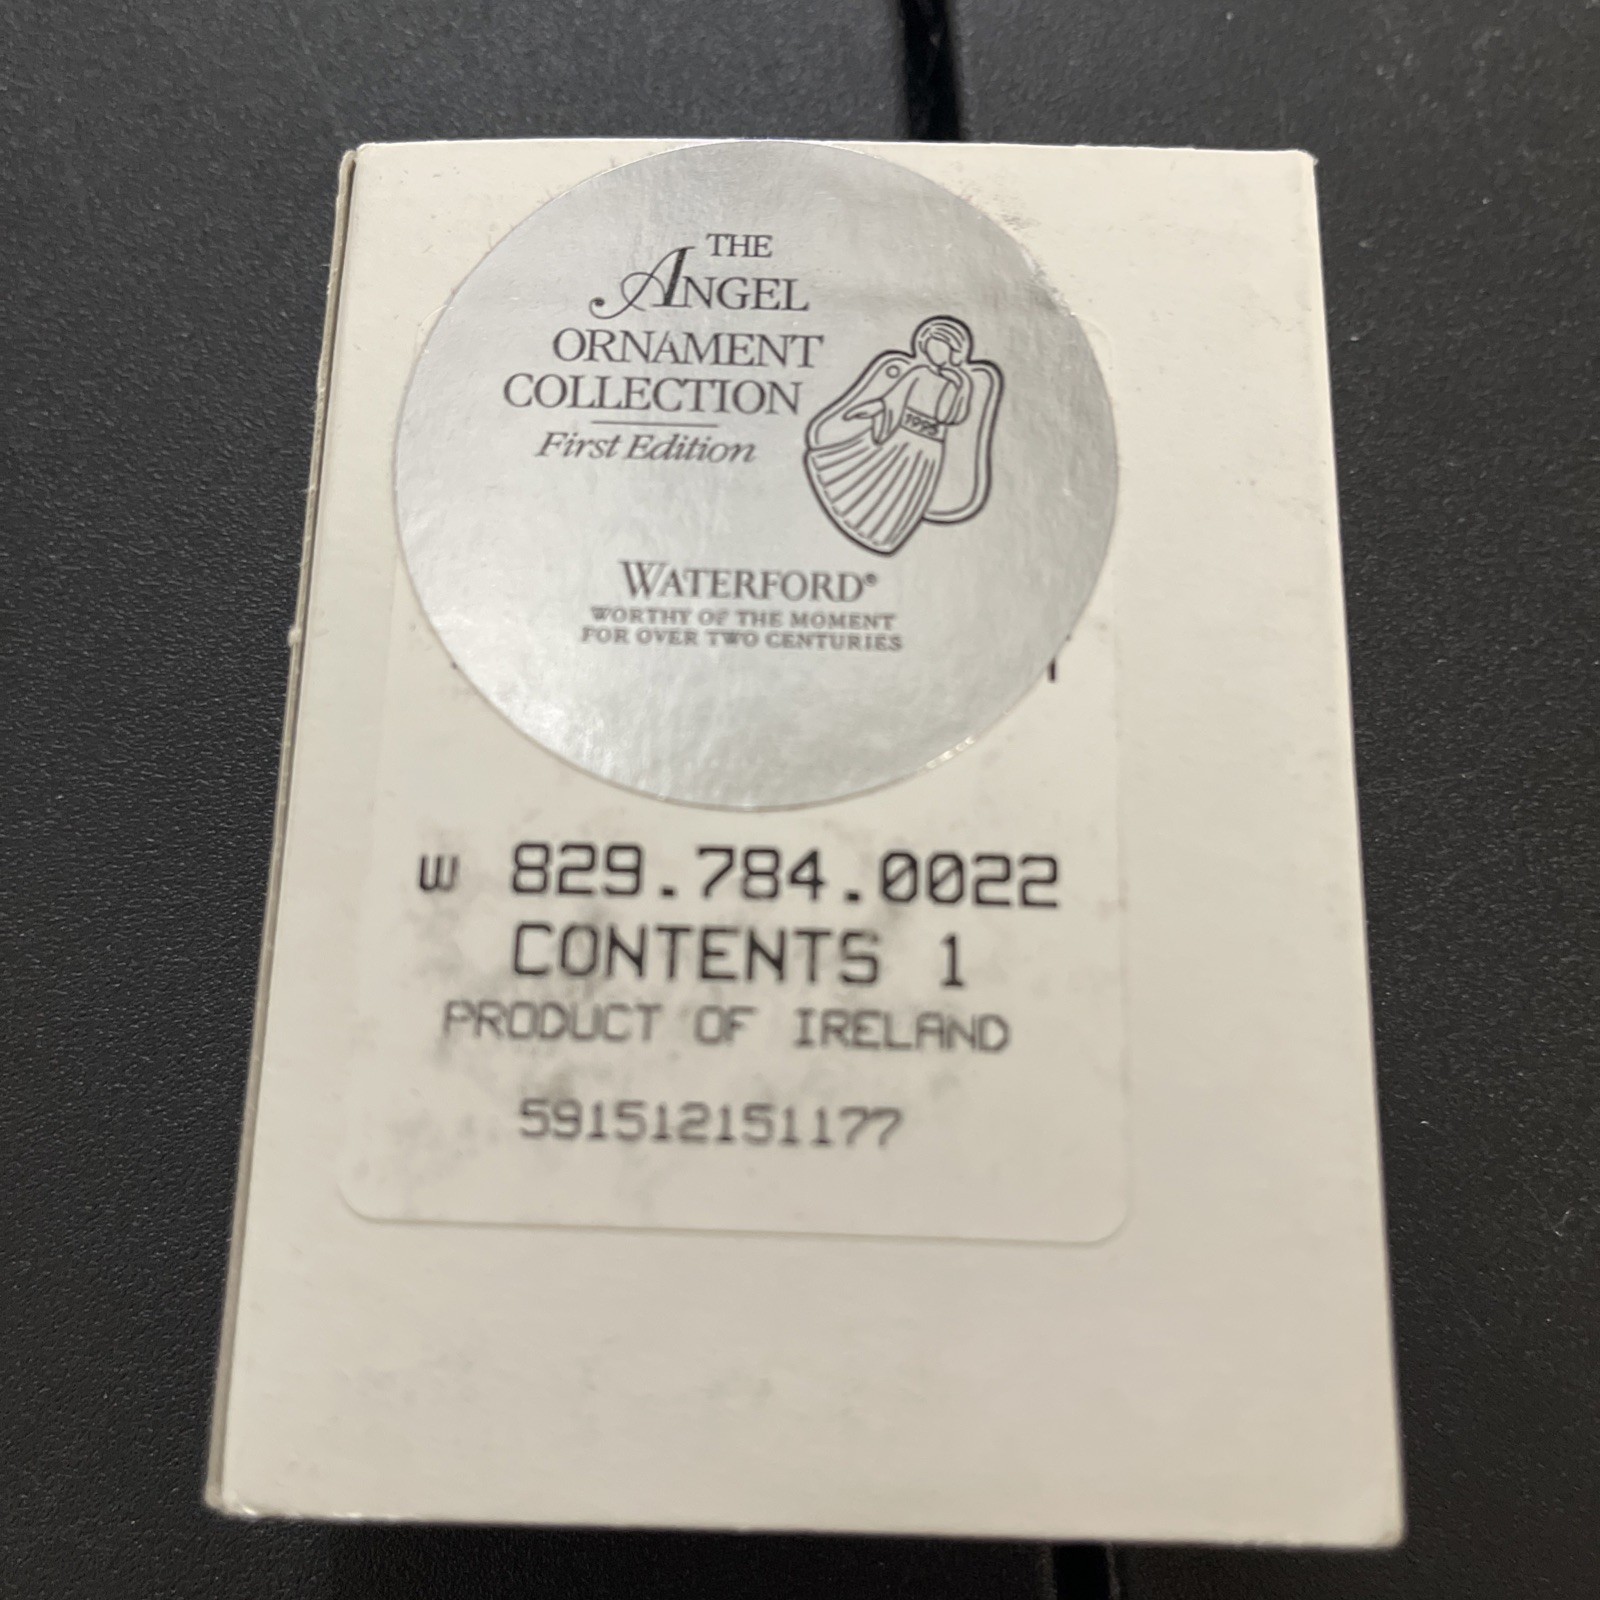 THE
ANGEL
ORNAMENT
COLLECTION
First Edition
1995
WATERFORD®
WORTHY OF THE MOMENT
FOR OVER TWO CENTURIES
W 829.784.0022
CONTENTS 1
PRODUCT OF IRELAND
591512151177